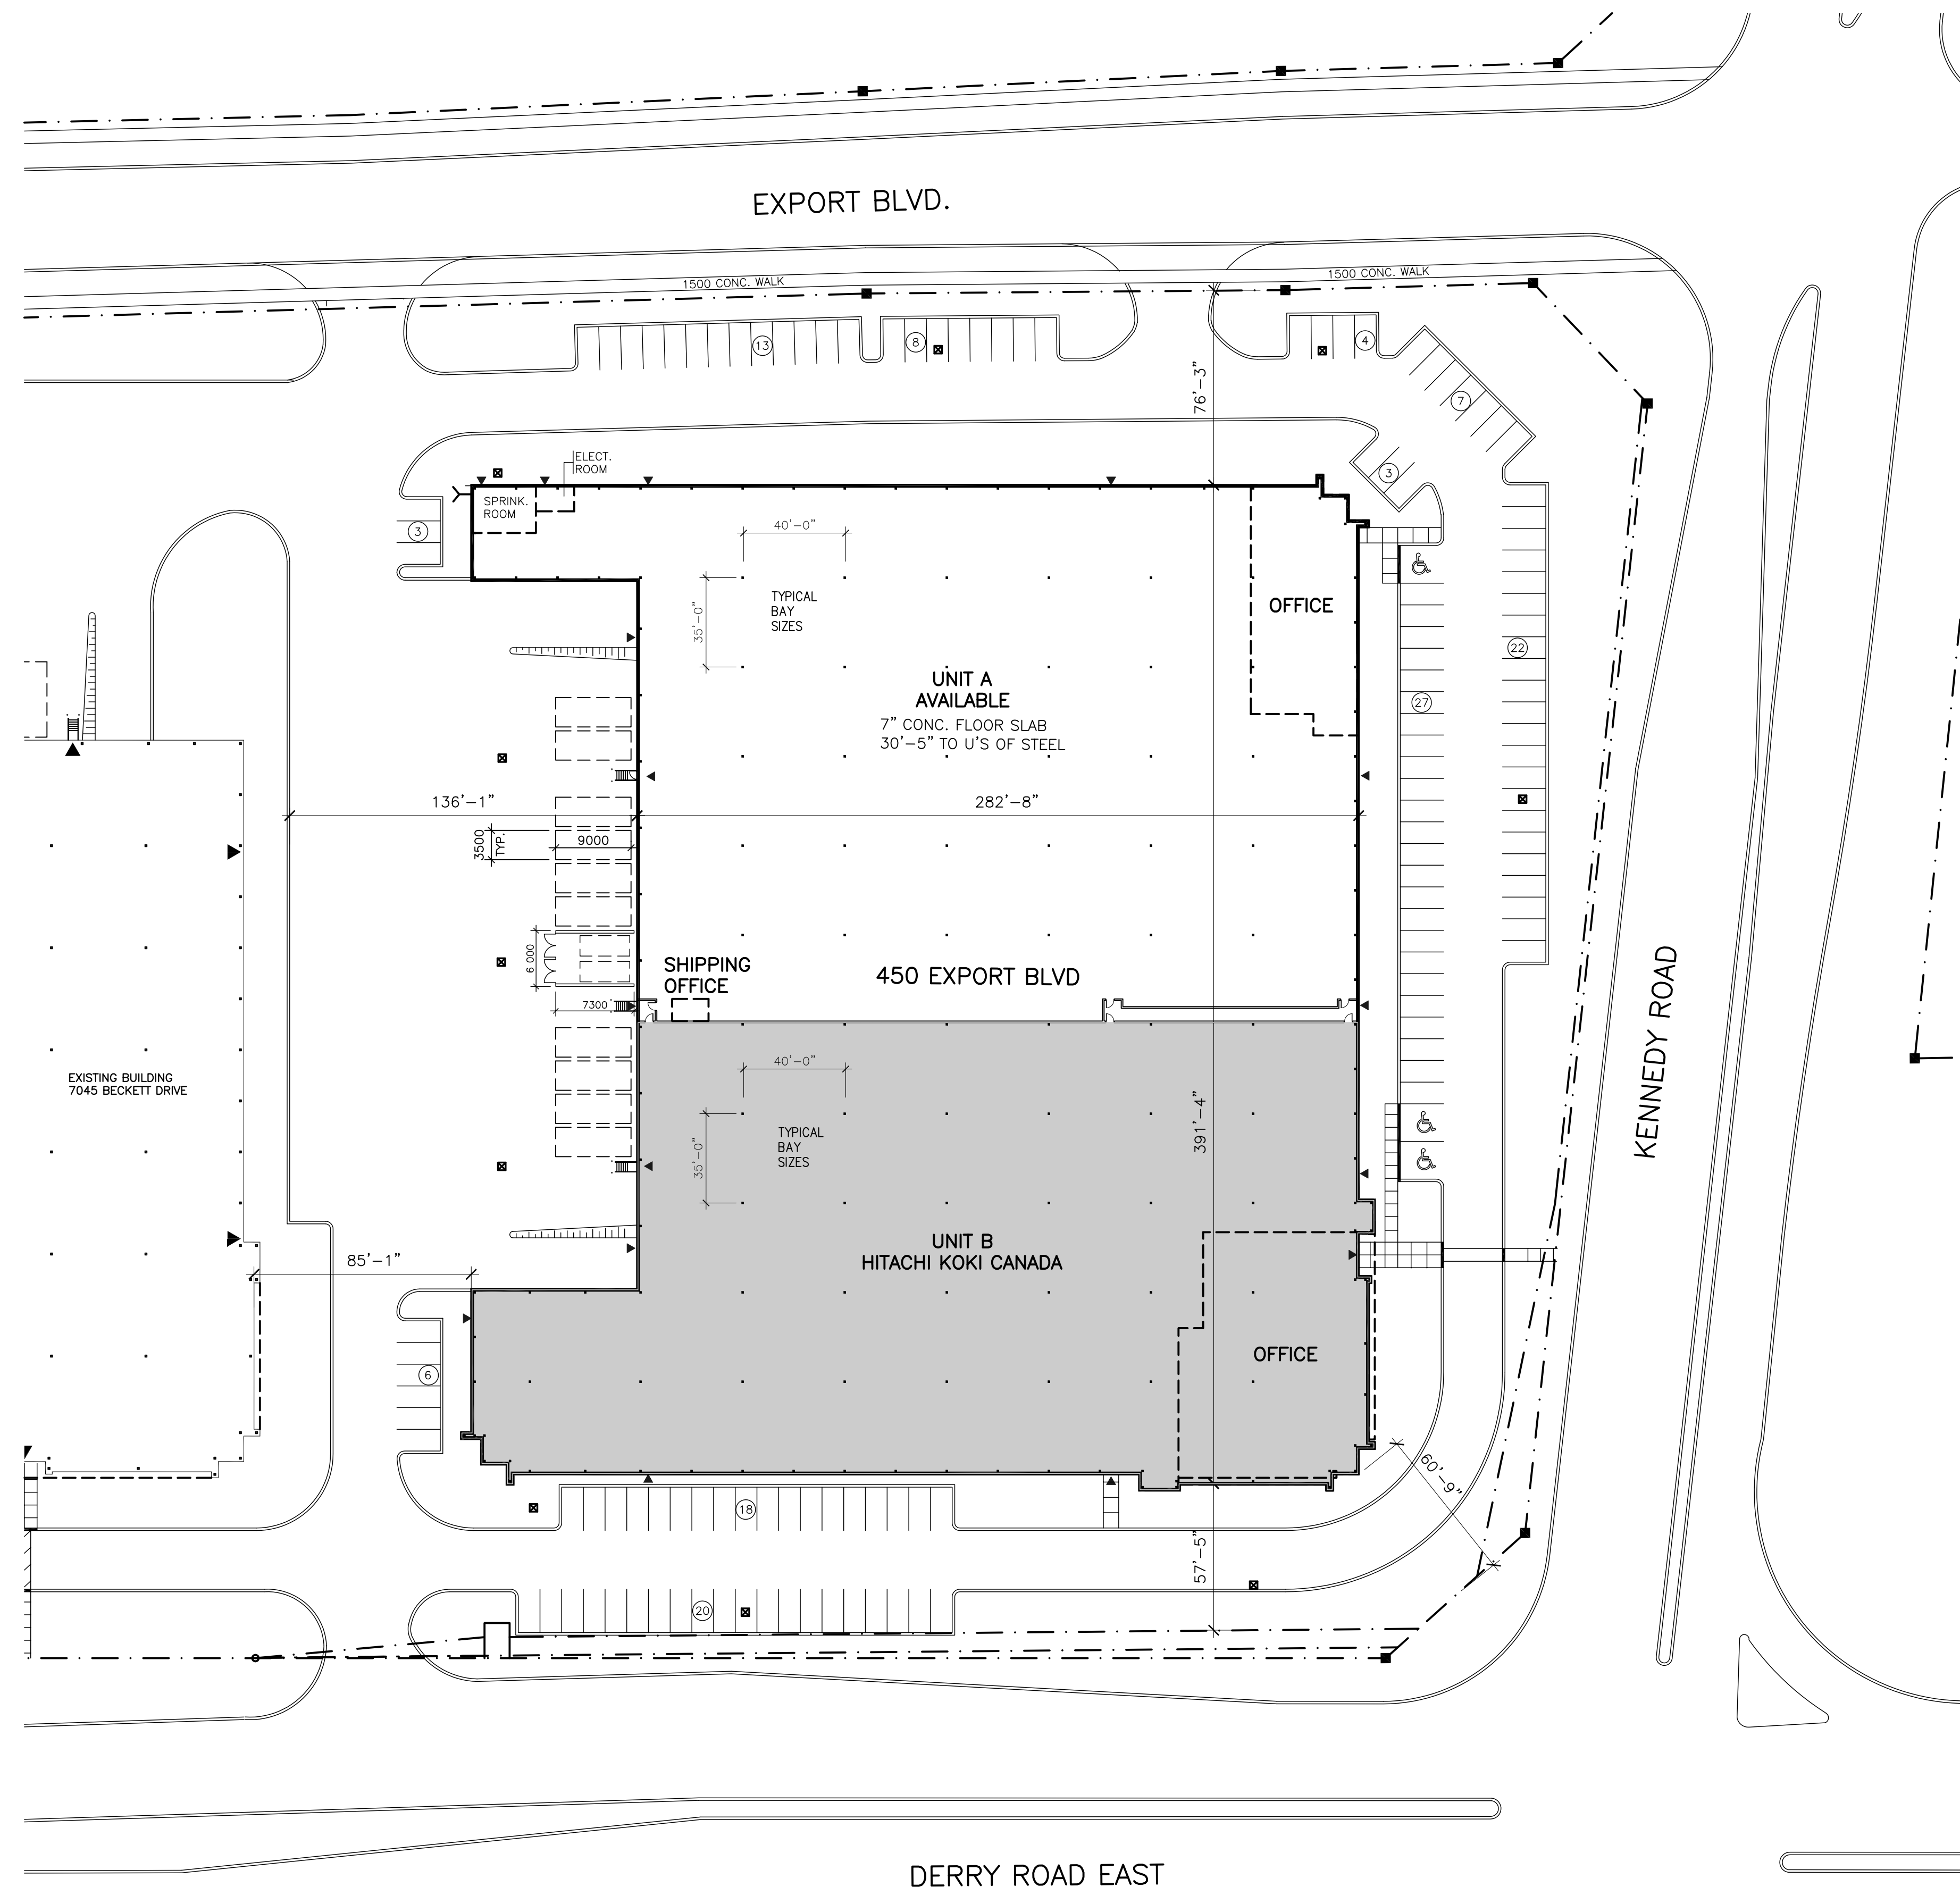 EXPORT BLVD.
1500 CONC. WALK
1500 CONC. WALK
13
8
4
7
76'-3"
3
ELECT.
ROOM
SPRINK.
ROOM
3
40'-0"
35'-0"
TYPICAL
BAY
SIZES
OFFICE
UNIT A
AVAILABLE
7" CONC. FLOOR SLAB
30'-5" TO U'S OF STEEL
22
27
136'-1"
282'-8"
3500
TYP.
9000
6 000
7300
SHIPPING
OFFICE
450 EXPORT BLVD
KENNEDY ROAD
EXISTING BUILDING
7045 BECKETT DRIVE
40'-0"
35'-0"
TYPICAL
BAY
SIZES
391'-4"
UNIT B
HITACHI KOKI CANADA
85'-1"
OFFICE
6
60'-9"
18
57'-5"
20
DERRY ROAD EAST